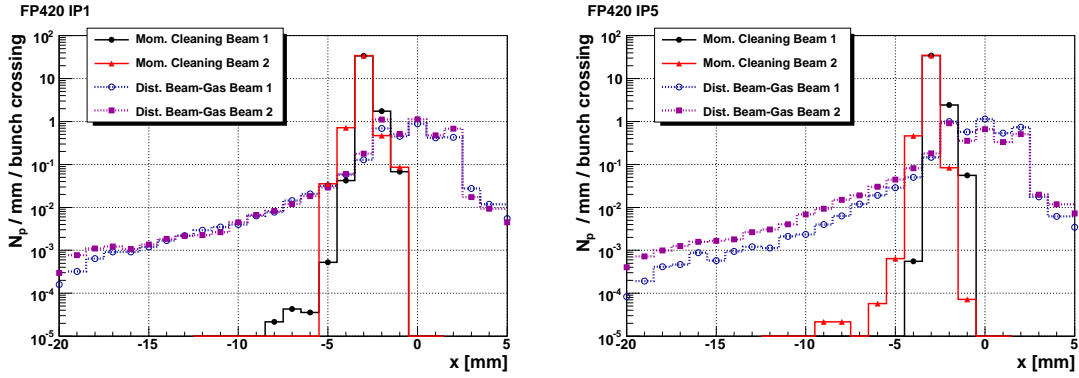 FP420 IP1
N_p / mm / bunch crossing
10^2
10
1
10^-1
10^-2
10^-3
10^-4
10^-5
Mom. Cleaning Beam 1
Mom. Cleaning Beam 2
Dist. Beam-Gas Beam 1
Dist. Beam-Gas Beam 2
-20 -15 -10 -5 0 5
x [mm]
FP420 IP5
N_p / mm / bunch crossing
10^2
10
1
10^-1
10^-2
10^-3
10^-4
10^-5
Mom. Cleaning Beam 1
Mom. Cleaning Beam 2
Dist. Beam-Gas Beam 1
Dist. Beam-Gas Beam 2
-20 -15 -10 -5 0 5
x [mm]